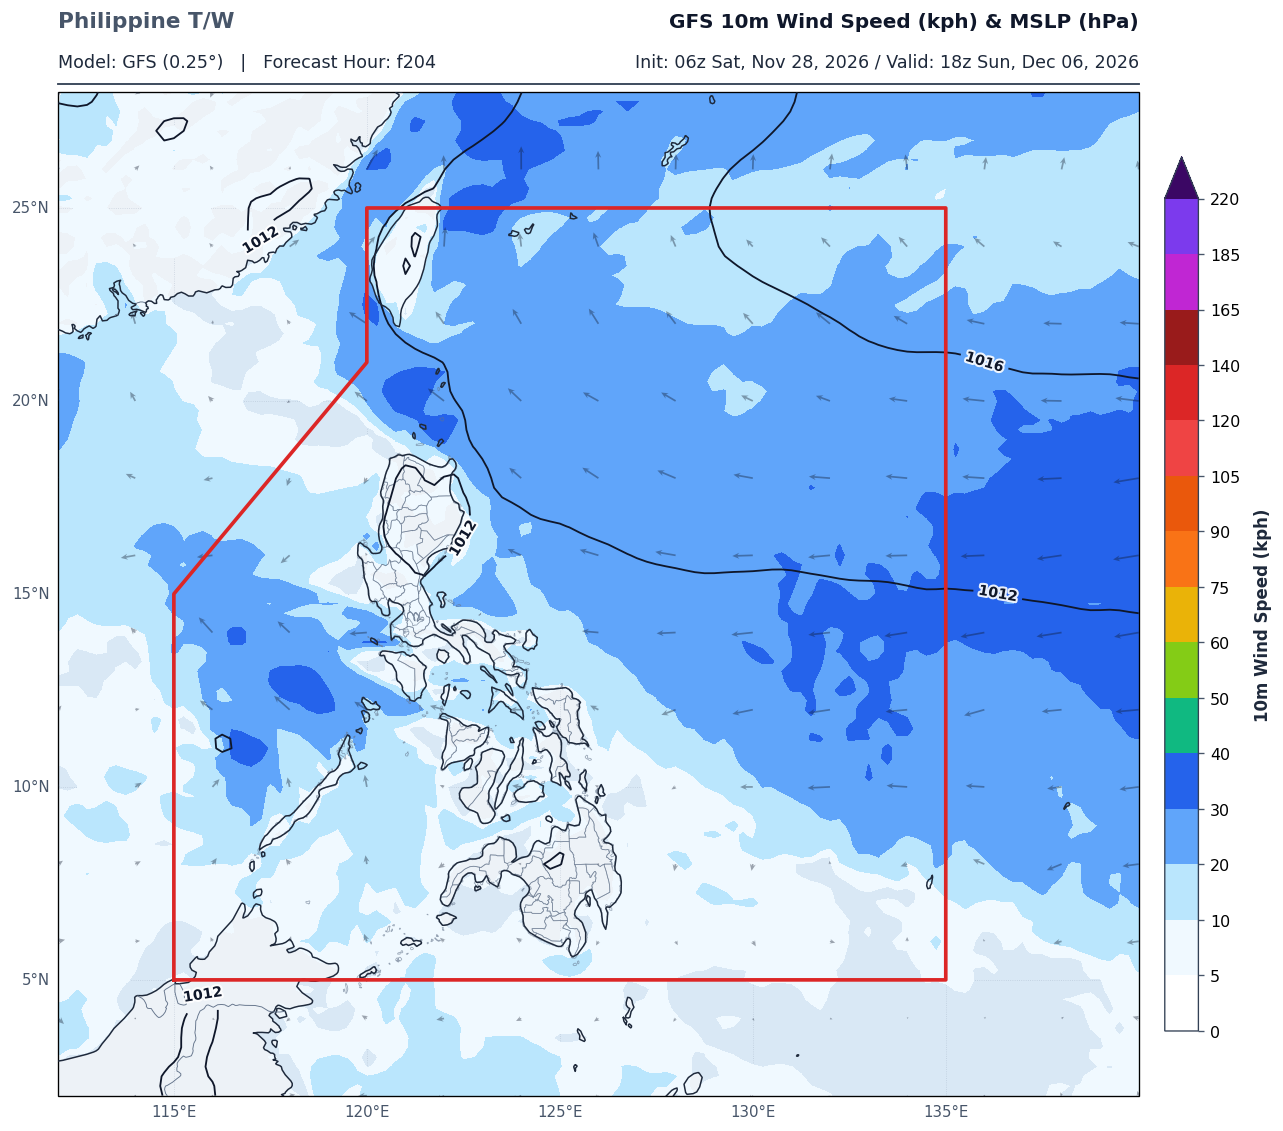 Philippine T/W
GFS 10m Wind Speed (kph) & MSLP (hPa)
Model: GFS (0.25°)   |   Forecast Hour: f204
Init: 06z Sat, Nov 28, 2026 / Valid: 18z Sun, Dec 06, 2026
25°N
20°N
15°N
10°N
5°N
115°E
120°E
125°E
130°E
135°E
1012
1016
1012
1012
1012
220
185
165
140
120
105
90
75
60
50
40
30
20
10
5
0
10m Wind Speed (kph)